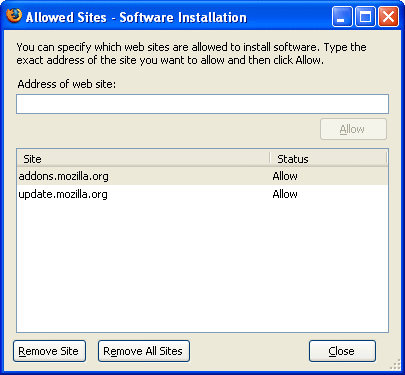 Allowed Sites - Software Installation
You can specify which web sites are allowed to install software. Type the
exact address of the site you want to allow and then click Allow.
Address of web site:
Allow
Site Status
addons.mozilla.org Allow
update.mozilla.org Allow
Remove Site Remove All Sites Close